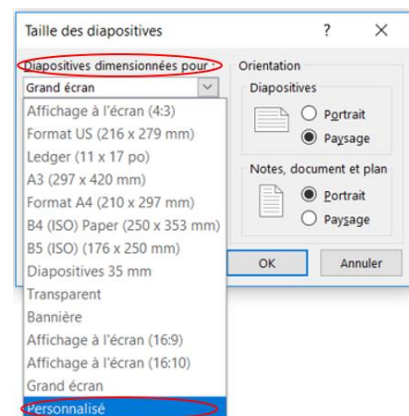 Taille des diapositives ? ×
Diapositives dimensionnées pour :
Grand écran
Affichage à l'écran (4:3)
Format US (216 x 279 mm)
Ledger (11 x 17 po)
A3 (297 x 420 mm)
Format A4 (210 x 297 mm)
B4 (ISO) Paper (250 x 353 mm)
B5 (ISO) (176 x 250 mm)
Diapositives 35 mm
Transparent
Bannière
Affichage à l'écran (16:9)
Affichage à l'écran (16:10)
Grand écran
Personnalisé
Orientation
Diapositives
Portrait
Paysage
Notes, document et plan
Portrait
Paysage
OK
Annuler